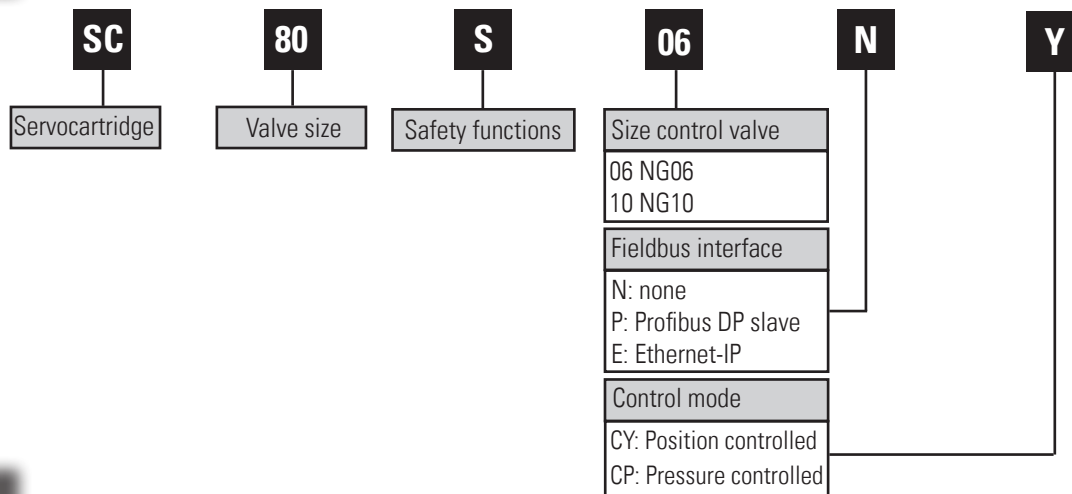 SC 80 S 06 N Y
Servocartridge Valve size Safety functions Size control valve
06 NG06
10 NG10
Fieldbus interface
N: none
P: Profibus DP slave
E: Ethernet-IP
Control mode
CY: Position controlled
CP: Pressure controlled